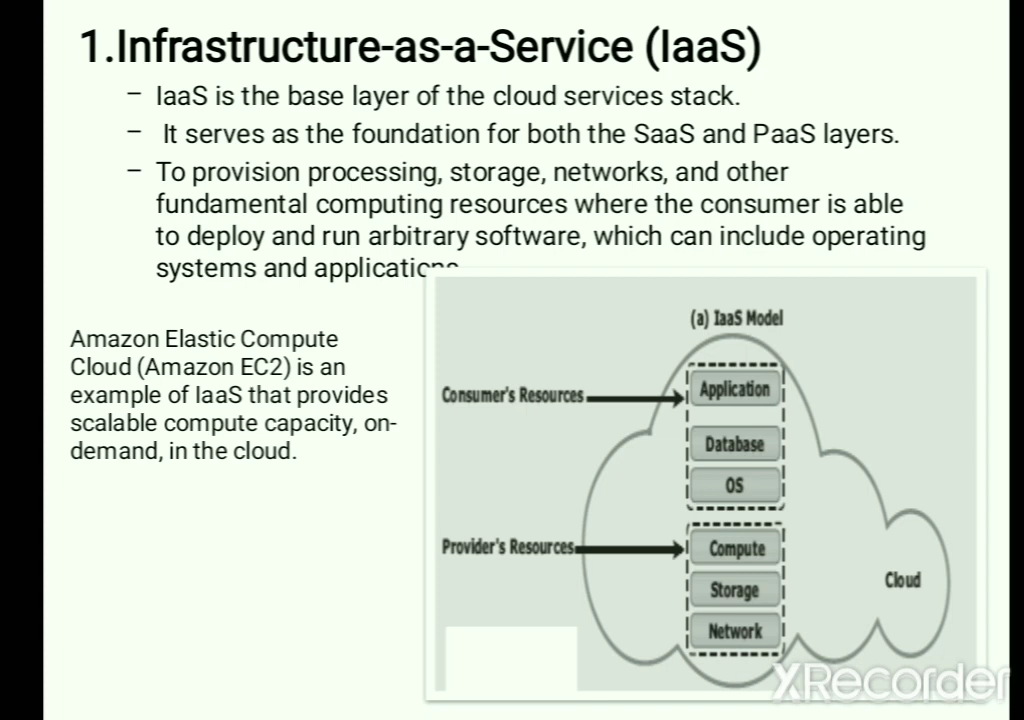 1.Infrastructure-as-a-Service (IaaS)
– IaaS is the base layer of the cloud services stack.
– It serves as the foundation for both the SaaS and PaaS layers.
– To provision processing, storage, networks, and other
fundamental computing resources where the consumer is able
to deploy and run arbitrary software, which can include operating
systems and applications
Amazon Elastic Compute
Cloud (Amazon EC2) is an
example of IaaS that provides
scalable compute capacity, on-
demand, in the cloud.
(a) IaaS Model
Consumer's Resources
Application
Database
OS
Provider's Resources
Compute
Storage
Network
Cloud
XRecorder